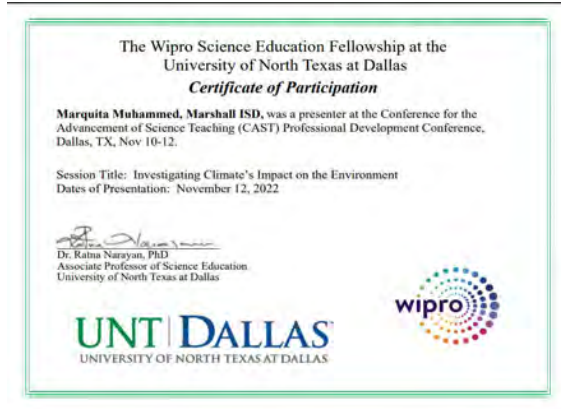 The Wipro Science Education Fellowship at the
University of North Texas at Dallas
Certificate of Participation
Marquita Muhammed, Marshall ISD, was a presenter at the Conference for the
Advancement of Science Teaching (CAST) Professional Development Conference,
Dallas, TX, Nov 10-12.
Session Title: Investigating Climate's Impact on the Environment
Dates of Presentation: November 12, 2022
Ratna Narayan
Dr. Ratna Narayan, PhD
Associate Professor of Science Education
University of North Texas at Dallas
wipro
UNT DALLAS
UNIVERSITY OF NORTH TEXAS AT DALLAS